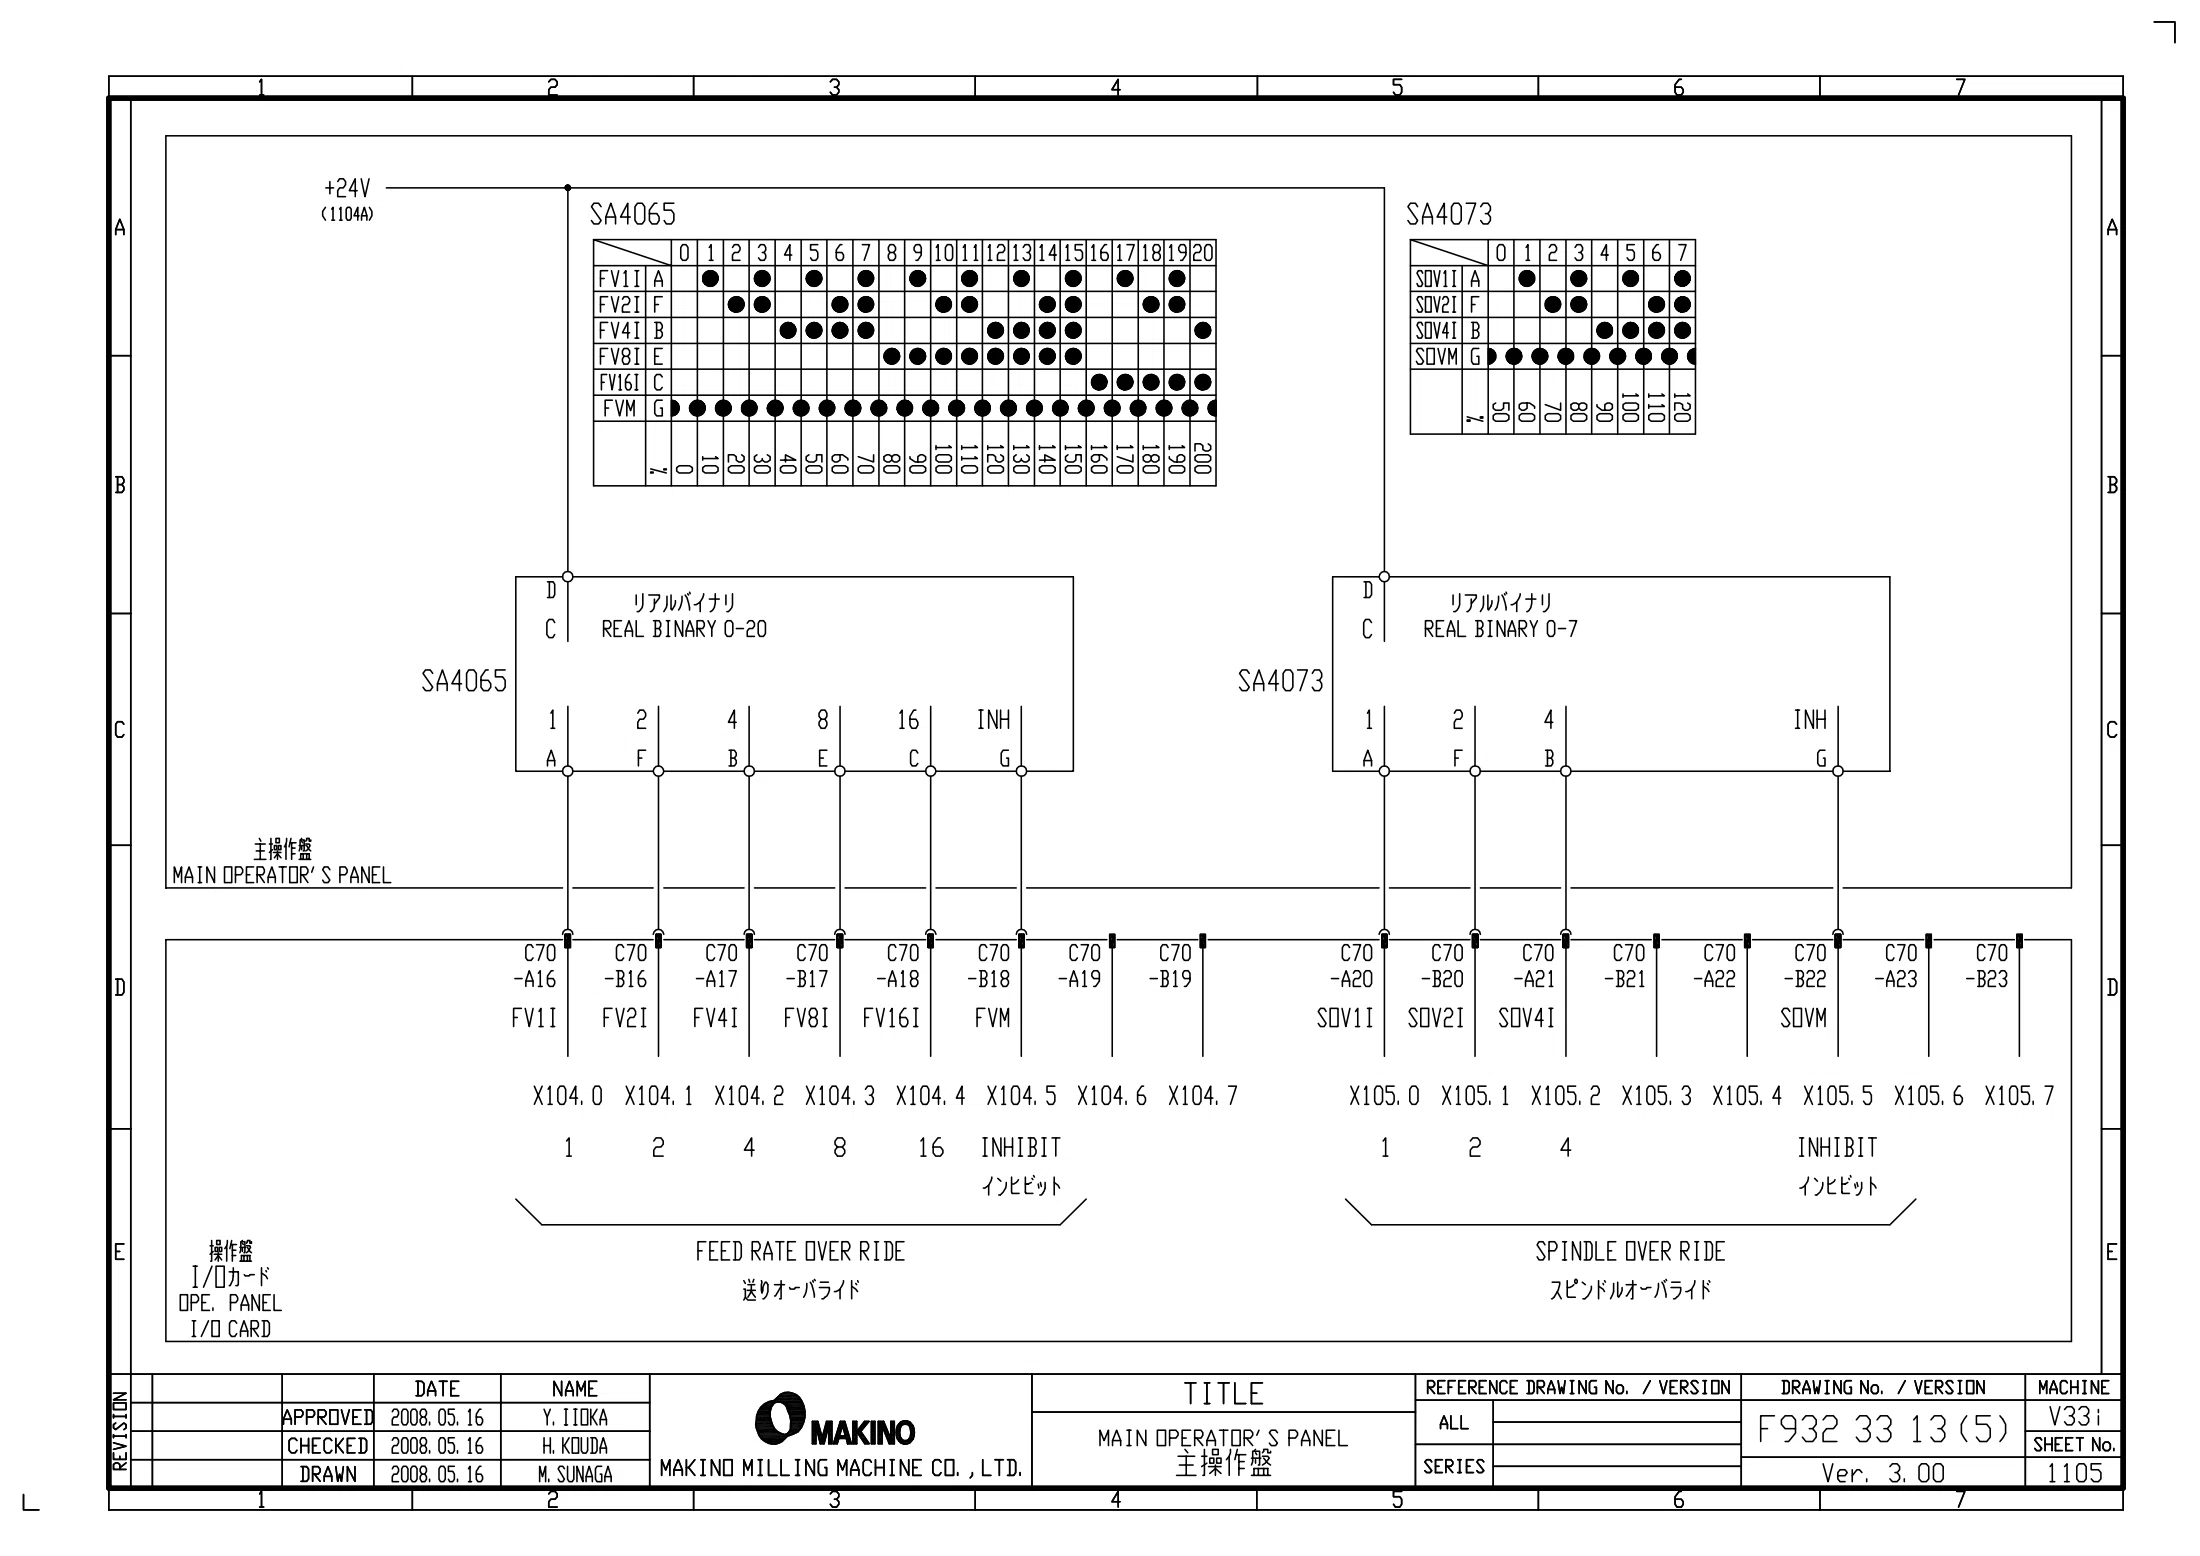 1 2 3 4 5 6 7
+24V
(1104A)
SA4065
0 1 2 3 4 5 6 7 8 9 10 11 12 13 14 15 16 17 18 19 20
FV1I A
FV2I F
FV4I B
FV8I E
FV16I C
FVM G
% 0 10 20 30 40 50 60 70 80 90 100 110 120 130 140 150 160 170 180 190 200
SA4073
0 1 2 3 4 5 6 7
SOV1I A
SOV2I F
SOV4I B
SOVM G
% 50 60 70 80 90 100 110 120
A A
B B
C C
D D
E E
D リアルバイナリ
C REAL BINARY 0-20
SA4065
1 2 4 8 16 INH
A F B E C G
D リアルバイナリ
C REAL BINARY 0-7
SA4073
1 2 4 INH
A F B G
主操作盤
MAIN OPERATOR'S PANEL
C70 C70 C70 C70 C70 C70 C70 C70 C70 C70 C70 C70 C70 C70 C70 C70
-A16 -B16 -A17 -B17 -A18 -B18 -A19 -B19 -A20 -B20 -A21 -B21 -A22 -B22 -A23 -B23
FV1I FV2I FV4I FV8I FV16I FVM SOV1I SOV2I SOV4I SOVM
X104.0 X104.1 X104.2 X104.3 X104.4 X104.5 X104.6 X104.7 X105.0 X105.1 X105.2 X105.3 X105.4 X105.5 X105.6 X105.7
1 2 4 8 16 INHIBIT 1 2 4 INHIBIT
インヒビット インヒビット
FEED RATE OVER RIDE SPINDLE OVER RIDE
送りオーバライド スピンドルオーバライド
操作盤
I/Oカード
OPE. PANEL
I/O CARD
REVISION
DATE NAME
APPROVED 2008.05.16 Y. IIOKA
CHECKED 2008.05.16 H. KOUDA
DRAWN 2008.05.16 M. SUNAGA
MAKINO
MAKINO MILLING MACHINE CO.,LTD.
TITLE
MAIN OPERATOR'S PANEL
主操作盤
REFERENCE DRAWING No. / VERSION
ALL
SERIES
DRAWING No. / VERSION
F932 33 13(5)
Ver. 3.00
MACHINE
V33i
SHEET No.
1105
1 2 3 4 5 6 7